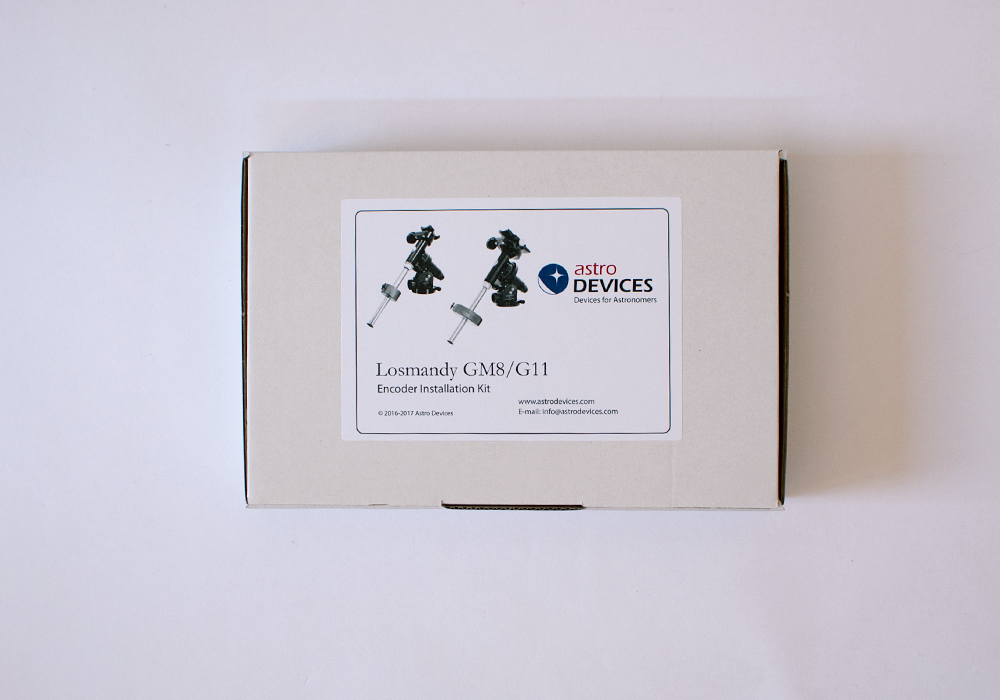 astro
DEVICES
Devices for Astronomers
Losmandy GM8/G11
Encoder Installation Kit
www.astrodevices.com
© 2016-2017 Astro Devices
E-mail: info@astrodevices.com